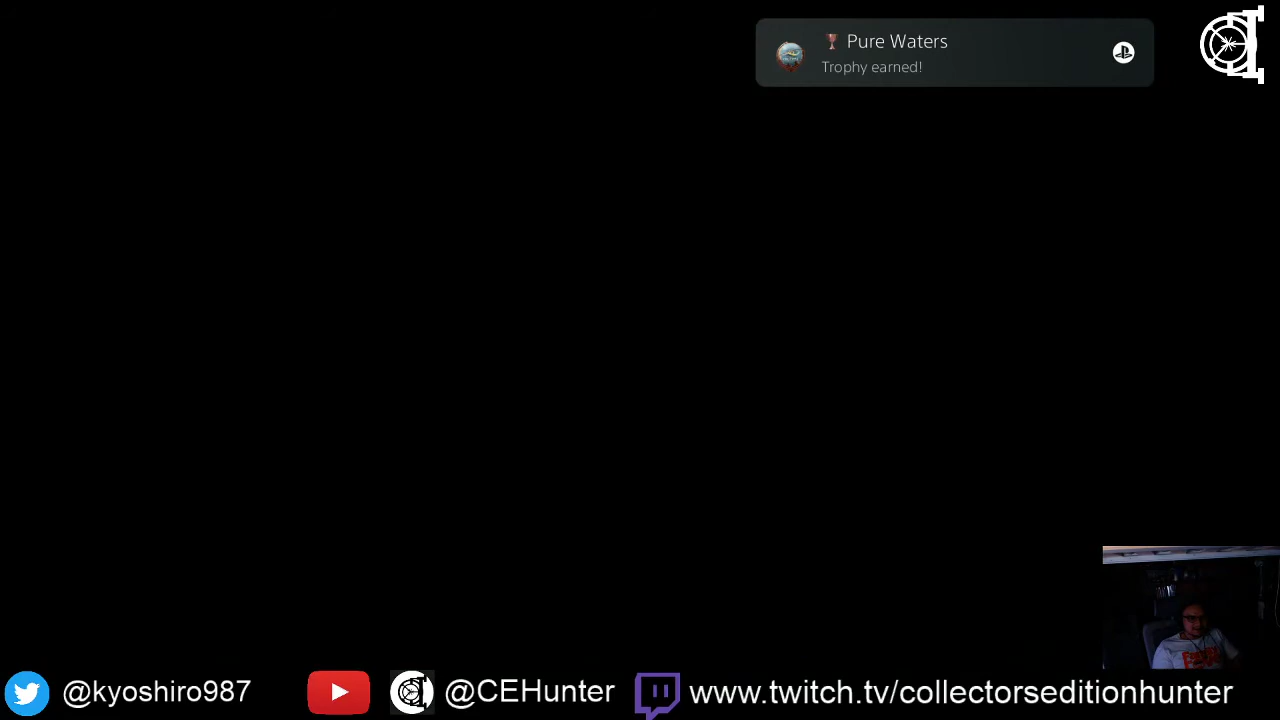 Pure Waters
Trophy earned!
@kyoshiro987
@CEHunter
www.twitch.tv/collectorseditionhunter